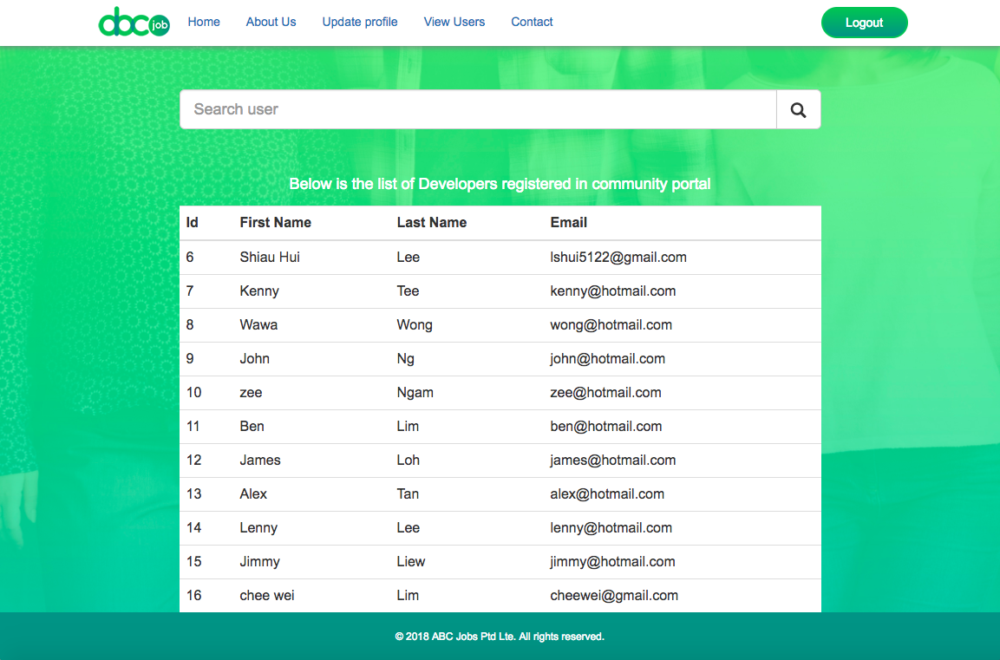 abcjob Home About Us Update profile View Users Contact Logout
Search user
Below is the list of Developers registered in community portal
Id First Name Last Name Email
6 Shiau Hui Lee lshui5122@gmail.com
7 Kenny Tee kenny@hotmail.com
8 Wawa Wong wong@hotmail.com
9 John Ng john@hotmail.com
10 zee Ngam zee@hotmail.com
11 Ben Lim ben@hotmail.com
12 James Loh james@hotmail.com
13 Alex Tan alex@hotmail.com
14 Lenny Lee lenny@hotmail.com
15 Jimmy Liew jimmy@hotmail.com
16 chee wei Lim cheewei@gmail.com
© 2018 ABC Jobs Ptd Lte. All rights reserved.